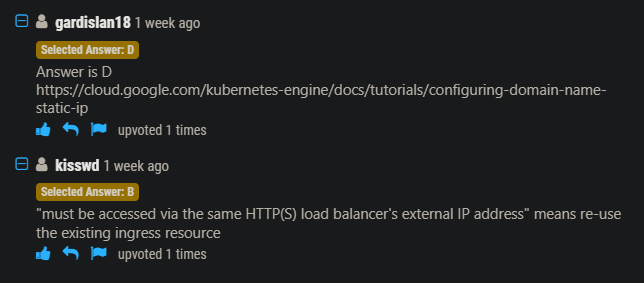 gardislan18 1 week ago
Selected Answer: D
Answer is D
https://cloud.google.com/kubernetes-engine/docs/tutorials/configuring-domain-name-
static-ip
upvoted 1 times
kisswd 1 week ago
Selected Answer: B
"must be accessed via the same HTTP(S) load balancer's external IP address" means re-use
the existing ingress resource
upvoted 1 times